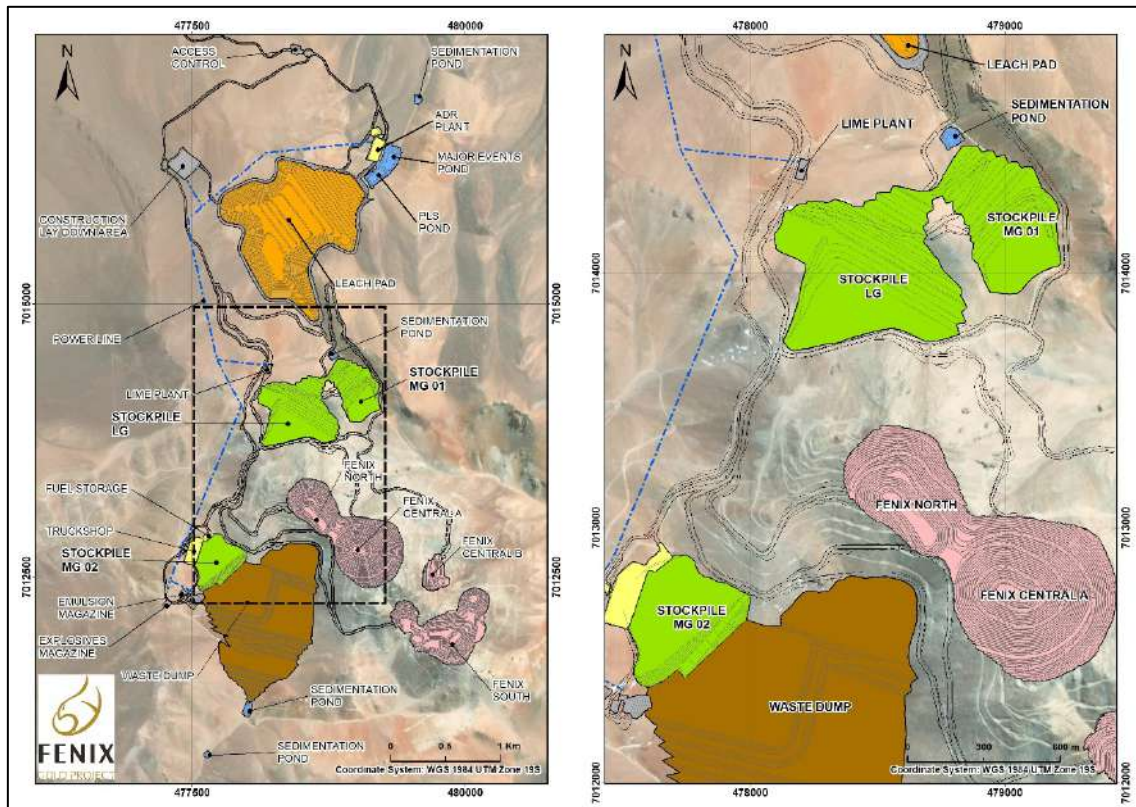 477500
480000
N
ACCESS
CONTROL
SEDIMENTATION
POND
ADR
PLANT
MAJOR EVENTS
POND
CONSTRUCTION
LAY DOWN AREA
PLS
POND
LEACH PAD
7015000
7015000
POWER LINE
SEDIMENTATION
POND
LIME PLANT
STOCKPILE
MG 01
STOCKPILE
LG
FENIX
NORTH
FUEL STORAGE
FENIX
CENTRAL A
TRUCKSHOP
FENIX
CENTRAL B
STOCKPILE
MG 02
7012500
7012500
EMULSION
MAGAZINE
EXPLOSIVES
MAGAZINE
WASTE DUMP
FENIX
SOUTH
SEDIMENTATION
POND
SEDIMENTATION
POND
FENIX
GOLD PROJECT
0 0.5 1 Km
Coordinate System: WGS 1984 UTM Zone 19S
477500
480000
478000
479000
N
LEACH PAD
SEDIMENTATION
POND
LIME PLANT
STOCKPILE
MG 01
7014000
7014000
STOCKPILE
LG
FENIX NORTH
7013000
7013000
FENIX CENTRAL A
STOCKPILE
MG 02
WASTE DUMP
0 300 600 m
Coordinate System: WGS 1984 UTM Zone 19S
7012000
7012000
478000
479000